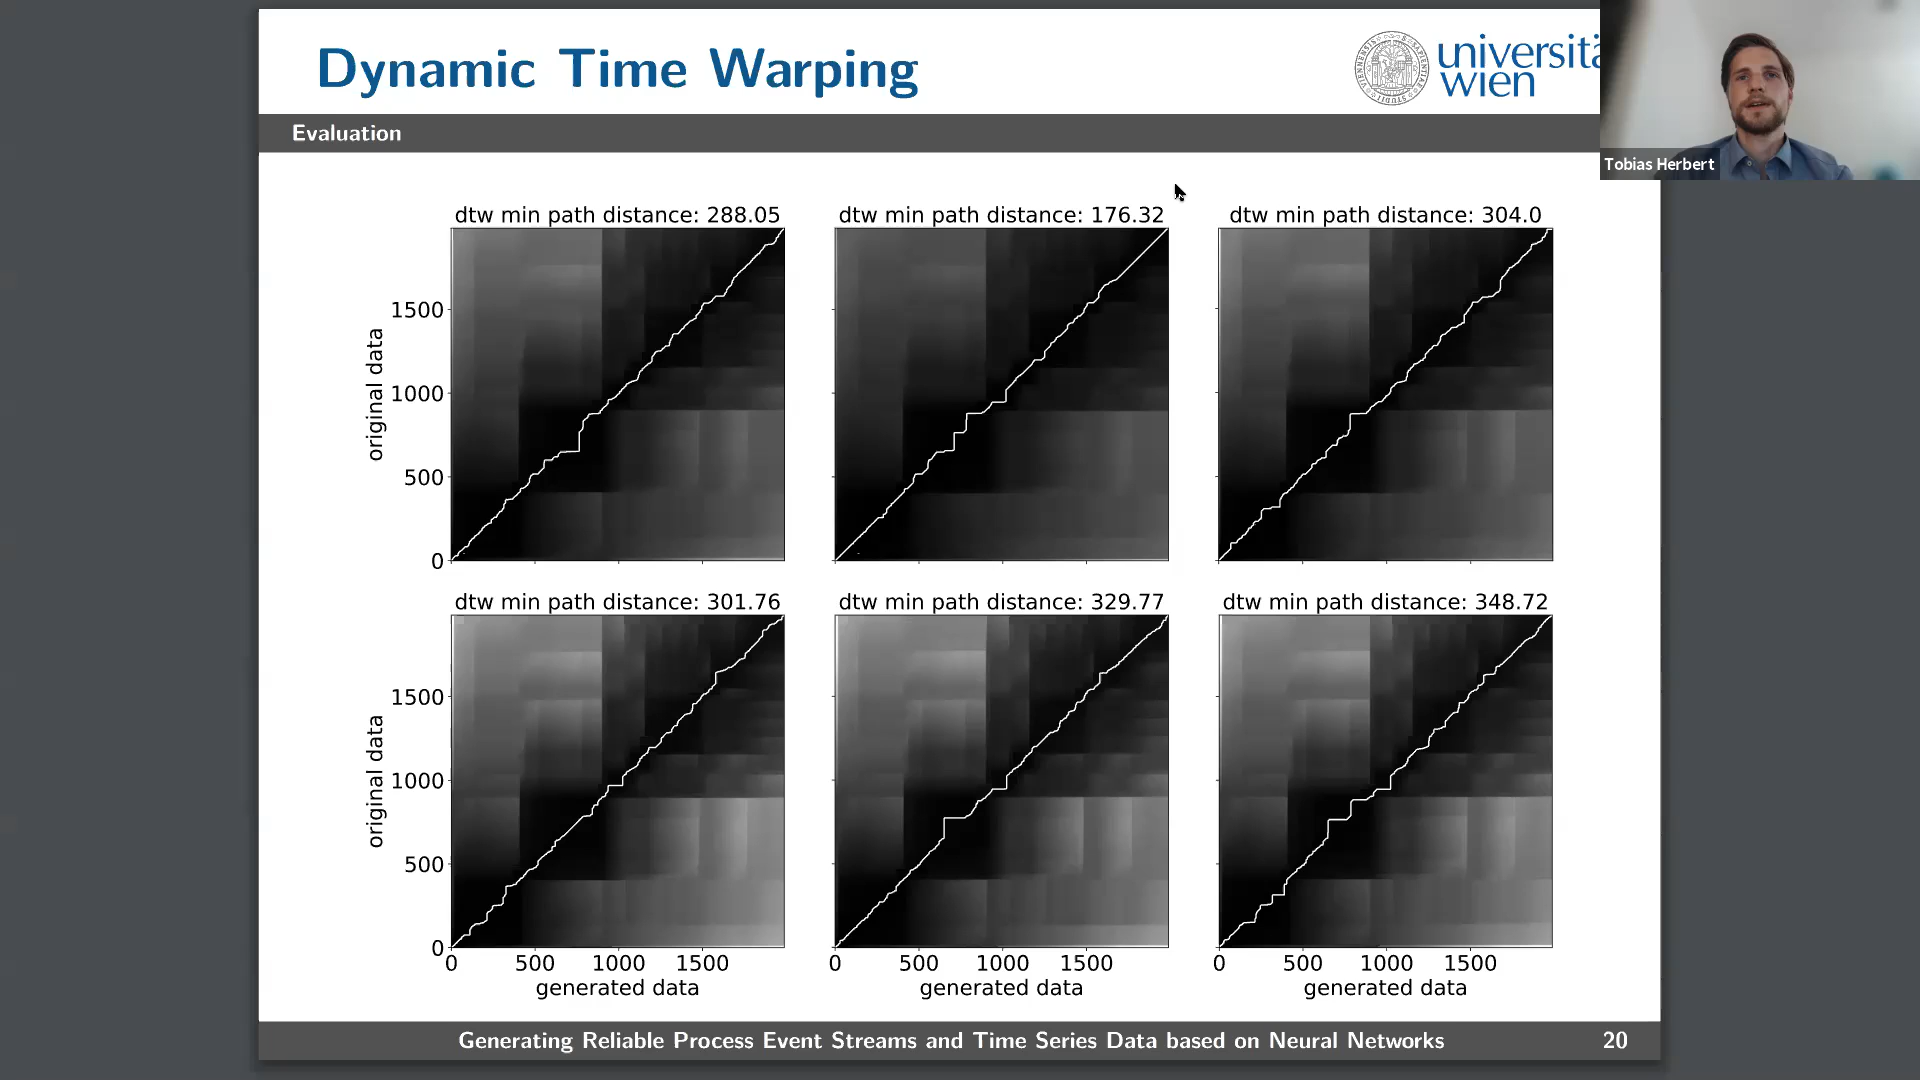 Dynamic Time Warping
universitä
wien
Tobias Herbert
Evaluation
dtw min path distance: 288.05
dtw min path distance: 176.32
dtw min path distance: 304.0
original data
1500
1000
500
0
dtw min path distance: 301.76
dtw min path distance: 329.77
dtw min path distance: 348.72
original data
1500
1000
500
0
0 500 1000 1500
0 500 1000 1500
0 500 1000 1500
generated data
generated data
generated data
Generating Reliable Process Event Streams and Time Series Data based on Neural Networks
20